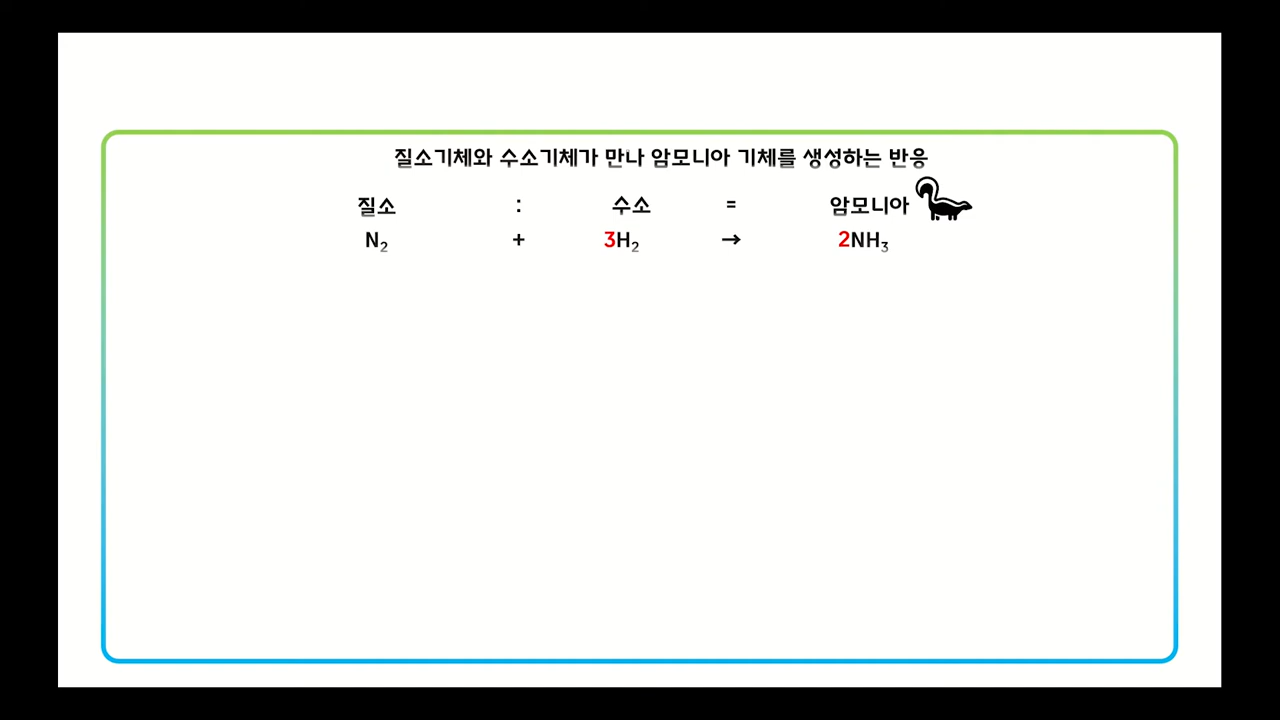 질소기체와 수소기체가 만나 암모니아 기체를 생성하는 반응
질소 : 수소 = 암모니아
N₂ + 3H₂ → 2NH₃